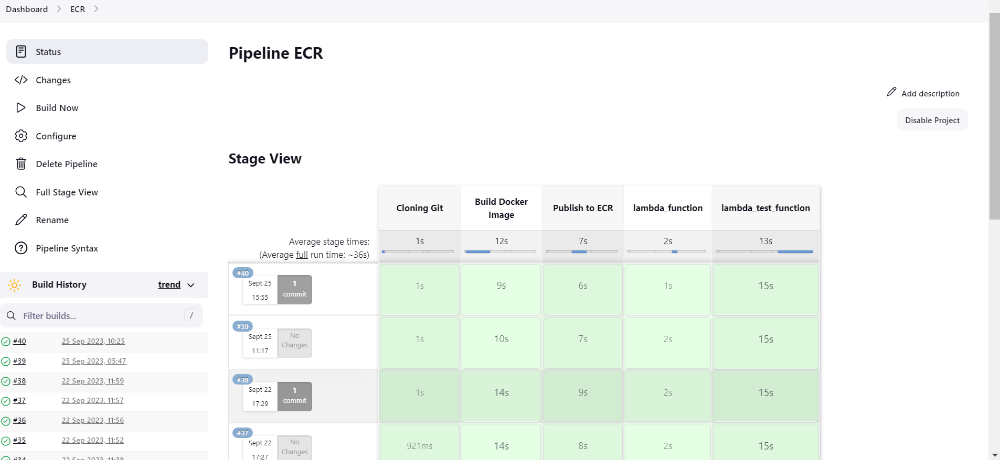 Dashboard
ECR
Status
Changes
Build Now
Configure
Delete Pipeline
Full Stage View
Rename
Pipeline Syntax
Build History
trend
Filter builds...
/
#40 25 Sep 2023, 10:25
#39 25 Sep 2023, 05:47
#38 22 Sep 2023, 11:59
#37 22 Sep 2023, 11:57
#36 22 Sep 2023, 11:56
#35 22 Sep 2023, 11:52
#34 22 Sep 2023, 11:38
Pipeline ECR
Add description
Disable Project
Stage View
Cloning Git
Build Docker
Image
Publish to ECR
lambda_function
lambda_test_function
Average stage times:
(Average full run time: ~36s)
1s 12s 7s 2s 13s
#40
Sept 25
15:55
1
commit
1s 9s 6s 1s 15s
#39
Sept 25
11:17
No
Changes
1s 10s 7s 2s 15s
#38
Sept 22
17:29
1
commit
1s 14s 9s 2s 15s
#37
Sept 22
17:27
No
Changes
921ms 14s 8s 2s 15s